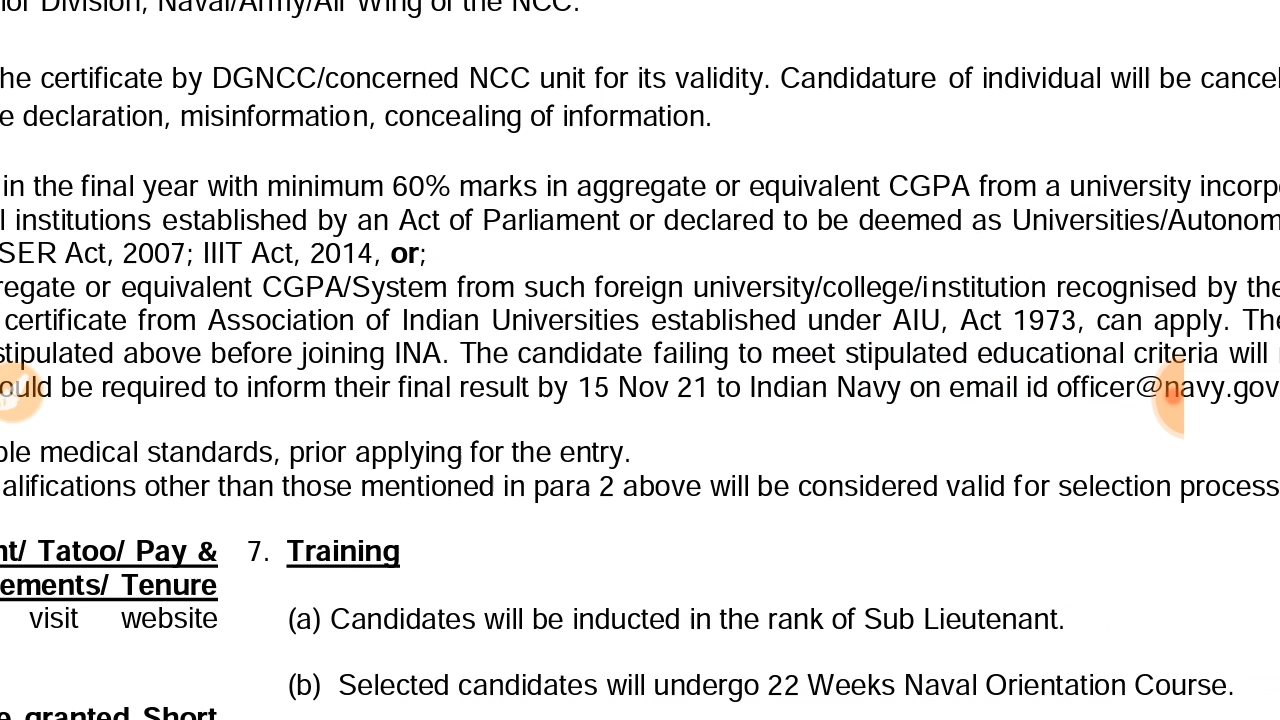 ior Division, Naval/Army/Air Wing of the NCC.
he certificate by DGNCC/concerned NCC unit for its validity. Candidature of individual will be cancel
e declaration, misinformation, concealing of information.
in the final year with minimum 60% marks in aggregate or equivalent CGPA from a university incorp
l institutions established by an Act of Parliament or declared to be deemed as Universities/Autonom
SER Act, 2007; IIIT Act, 2014, or;
regate or equivalent CGPA/System from such foreign university/college/institution recognised by the
certificate from Association of Indian Universities established under AIU, Act 1973, can apply. The
stipulated above before joining INA. The candidate failing to meet stipulated educational criteria will
ould be required to inform their final result by 15 Nov 21 to Indian Navy on email id officer@navy.gov
ble medical standards, prior applying for the entry.
alifications other than those mentioned in para 2 above will be considered valid for selection process
nt/ Tatoo/ Pay &
ements/ Tenure
visit website
7. Training
(a) Candidates will be inducted in the rank of Sub Lieutenant.
(b) Selected candidates will undergo 22 Weeks Naval Orientation Course.
e granted Short